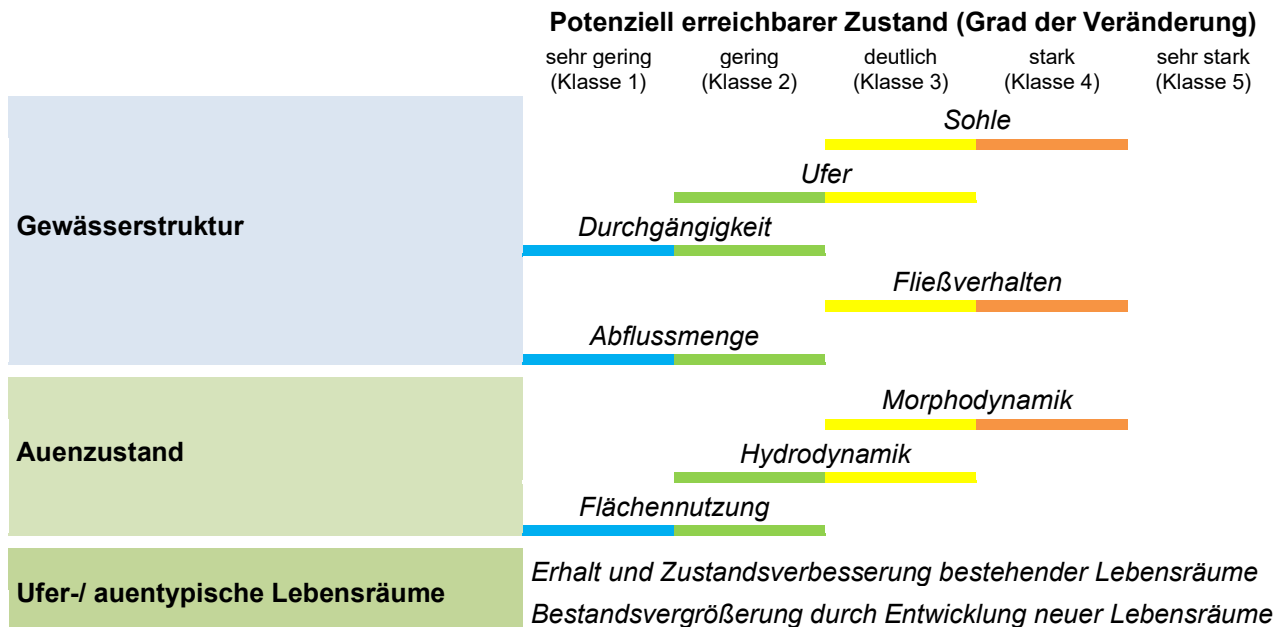 Potenziell erreichbarer Zustand (Grad der Veränderung)
sehr gering gering deutlich stark sehr stark
(Klasse 1) (Klasse 2) (Klasse 3) (Klasse 4) (Klasse 5)
Sohle
Ufer
Gewässerstruktur
Durchgängigkeit
Fließverhalten
Abflussmenge
Morphodynamik
Auenzustand
Hydrodynamik
Flächennutzung
Ufer-/ auentypische Lebensräume
Erhalt und Zustandsverbesserung bestehender Lebensräume
Bestandsvergrößerung durch Entwicklung neuer Lebensräume